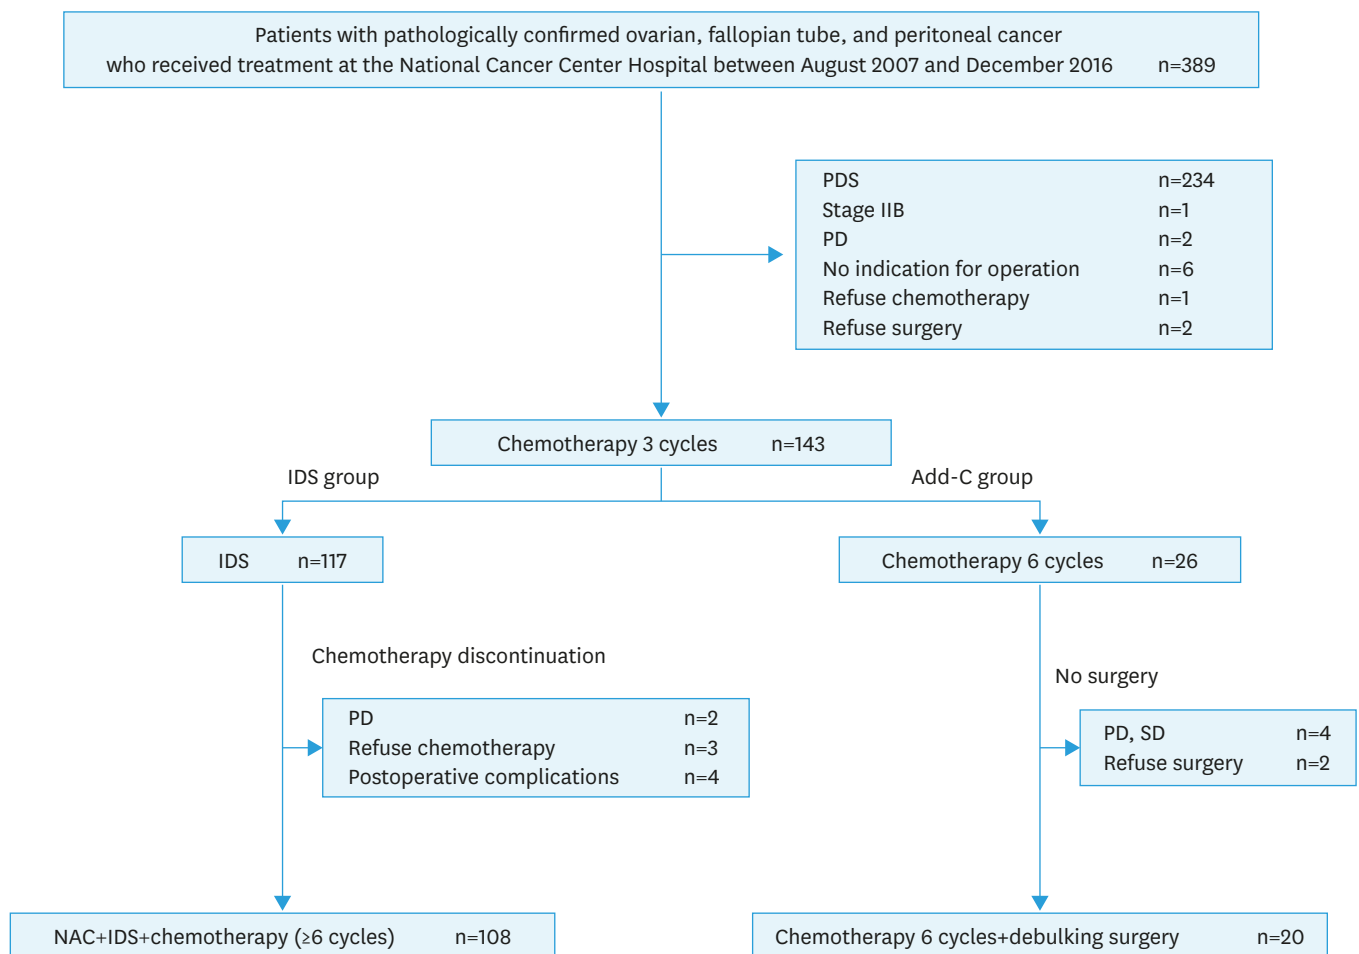 Patients with pathologically confirmed ovarian, fallopian tube, and peritoneal cancer
who received treatment at the National Cancer Center Hospital between August 2007 and December 2016 n=389
PDS n=234
Stage IIB n=1
PD n=2
No indication for operation n=6
Refuse chemotherapy n=1
Refuse surgery n=2
Chemotherapy 3 cycles n=143
IDS group
Add-C group
IDS n=117
Chemotherapy 6 cycles n=26
Chemotherapy discontinuation
PD n=2
Refuse chemotherapy n=3
Postoperative complications n=4
No surgery
PD, SD n=4
Refuse surgery n=2
NAC+IDS+chemotherapy (≥6 cycles) n=108
Chemotherapy 6 cycles+debulking surgery n=20